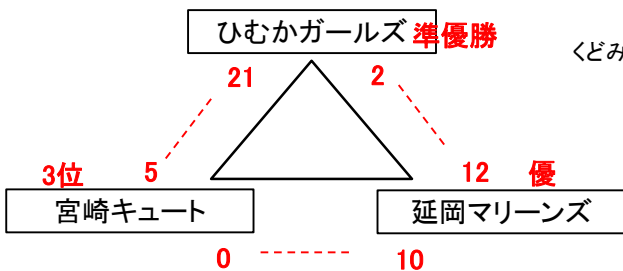 ひむかガールズ 準優勝
くどみ
21 2
3位 5 12 優
宮崎キュート 延岡マリーンズ
0 10